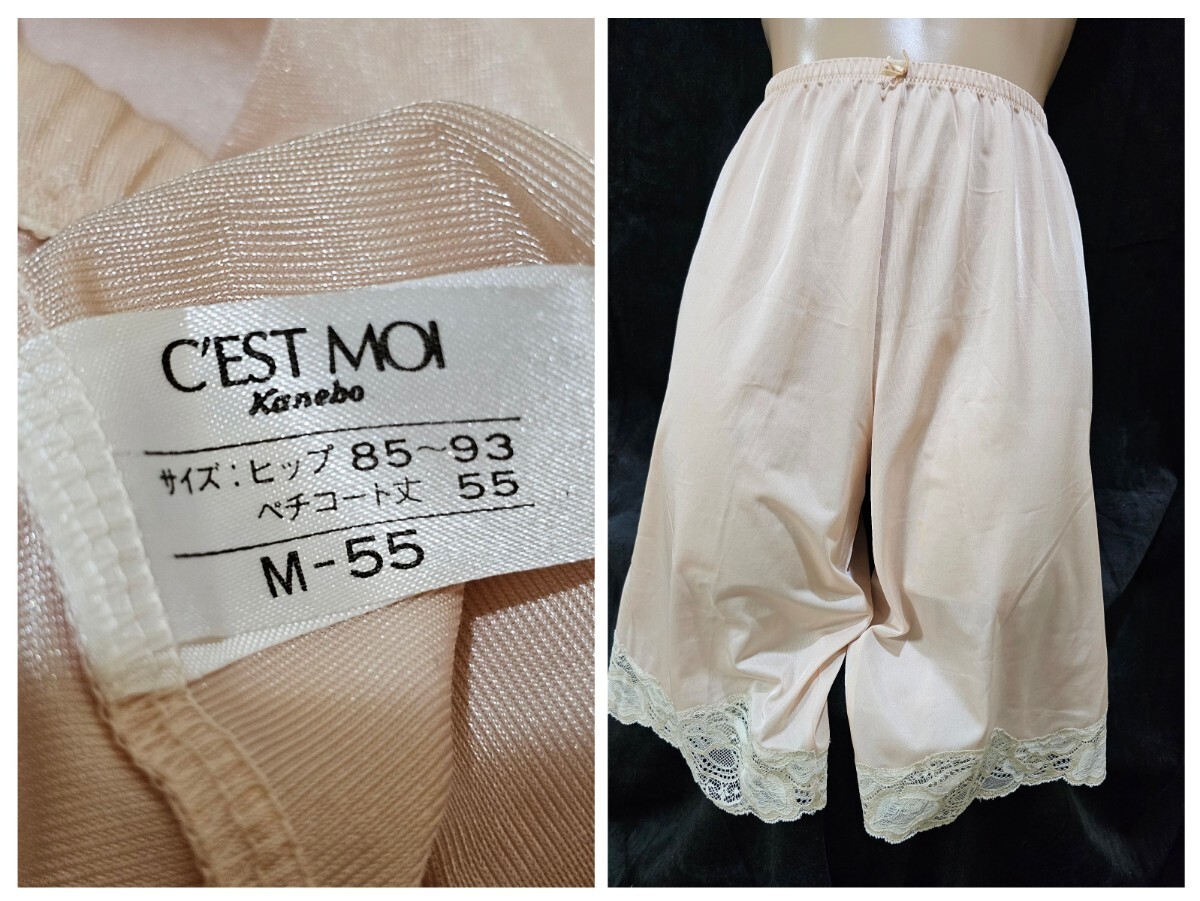 C'EST MOI
Kanebo
サイズ：ヒップ 85～93
ペチコート丈 55
M-55